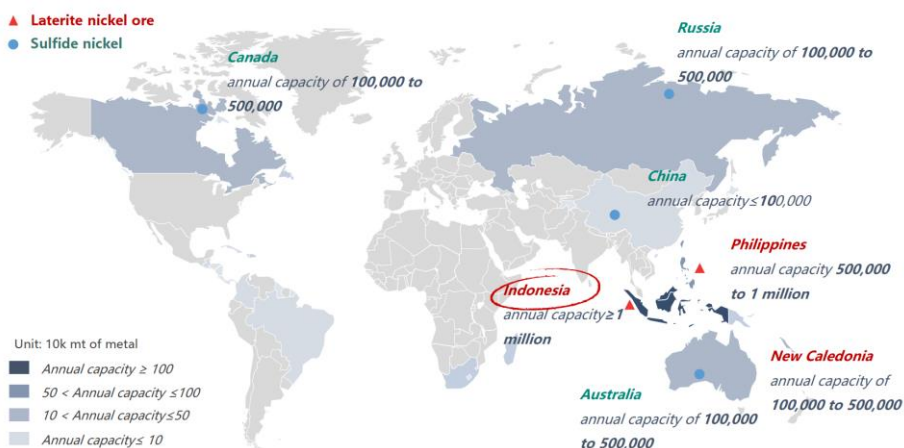 Laterite nickel ore
Sulfide nickel
Canada
annual capacity of 100,000 to
500,000
Russia
annual capacity of 100,000 to
500,000
China
annual capacity≤100,000
Philippines
annual capacity 500,000
to 1 million
Indonesia
annual capacity≥1
million
New Caledonia
annual capacity of
100,000 to 500,000
Australia
annual capacity of 100,000
to 500,000
Unit: 10k mt of metal
Annual capacity ≥ 100
50 < Annual capacity ≤100
10 < Annual capacity≤50
Annual capacity≤ 10